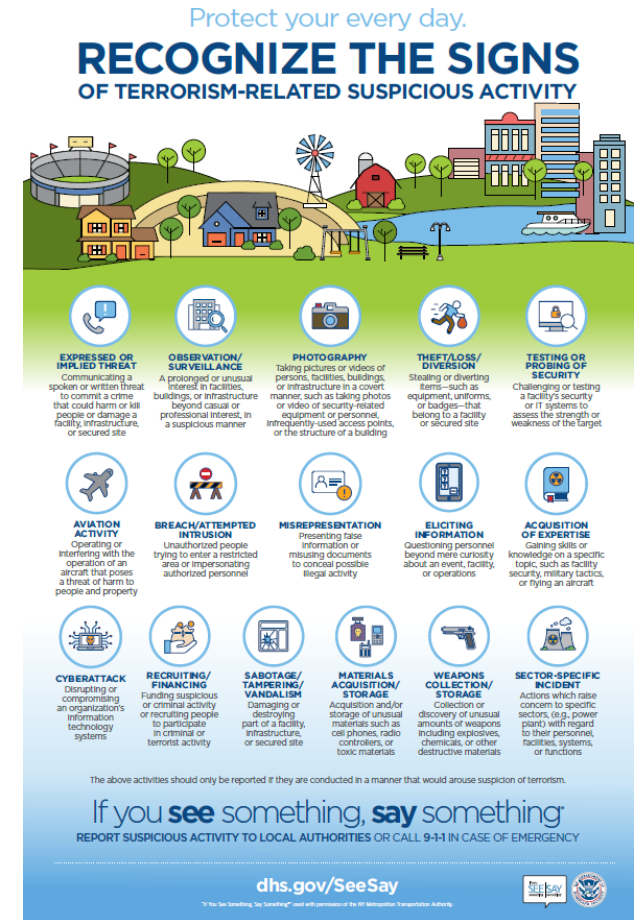 Protect your every day.
RECOGNIZE THE SIGNS
OF TERRORISM-RELATED SUSPICIOUS ACTIVITY
EXPRESSED OR
IMPLIED THREAT
Communicating a
spoken or written threat
to commit a crime
that could harm or kill
people or damage a
facility, infrastructure,
or secured site
OBSERVATION/
SURVEILLANCE
A prolonged or unusual
interest in facilities,
buildings, or infrastructure
beyond casual or
professional interest, in
a suspicious manner
PHOTOGRAPHY
Taking pictures or videos of
persons, facilities, buildings,
or infrastructure in a covert
manner, such as taking photos
or video of security-related
equipment or personnel,
infrequently-used access points,
or the structure of a building
THEFT/LOSS/
DIVERSION
Stealing or diverting
items—such as
equipment, uniforms,
or badges—that
belong to a facility
or secured site
TESTING OR
PROBING OF
SECURITY
Challenging or testing
a facility's security
or IT systems to
assess the strength or
weakness of the target
AVIATION
ACTIVITY
Operating or
interfering with the
operation of an
aircraft that poses
a threat of harm to
people and property
BREACH/ATTEMPTED
INTRUSION
Unauthorized people
trying to enter a restricted
area or impersonating
authorized personnel
MISREPRESENTATION
Presenting false
information or
misusing documents
to conceal possible
illegal activity
ELICITING
INFORMATION
Questioning personnel
beyond mere curiosity
about an event, facility,
or operations
ACQUISITION
OF EXPERTISE
Gaining skills or
knowledge on a specific
topic, such as facility
security, military tactics,
or flying an aircraft
CYBERATTACK
Disrupting or
compromising
an organization's
information
technology
systems
RECRUITING/
FINANCING
Funding suspicious
or criminal activity
or recruiting people
to participate
in criminal or
terrorist activity
SABOTAGE/
TAMPERING/
VANDALISM
Damaging or
destroying
part of a facility,
infrastructure,
or secured site
MATERIALS
ACQUISITION/
STORAGE
Acquisition and/or
storage of unusual
materials such as
cell phones, radio
controllers, or
toxic materials
WEAPONS
COLLECTION/
STORAGE
Collection or
discovery of unusual
amounts of weapons
including explosives,
chemicals, or other
destructive materials
SECTOR-SPECIFIC
INCIDENT
Actions which raise
concern to specific
sectors, (e.g., power
plant) with regard
to their personnel,
facilities, systems,
or functions
The above activities should only be reported if they are conducted in a manner that would arouse suspicion of terrorism.
If you see something, say something®
REPORT SUSPICIOUS ACTIVITY TO LOCAL AUTHORITIES OR CALL 9-1-1 IN CASE OF EMERGENCY
dhs.gov/SeeSay
"If You See Something, Say Something®" used with permission of the NY Metropolitan Transportation Authority.
SEE SAY